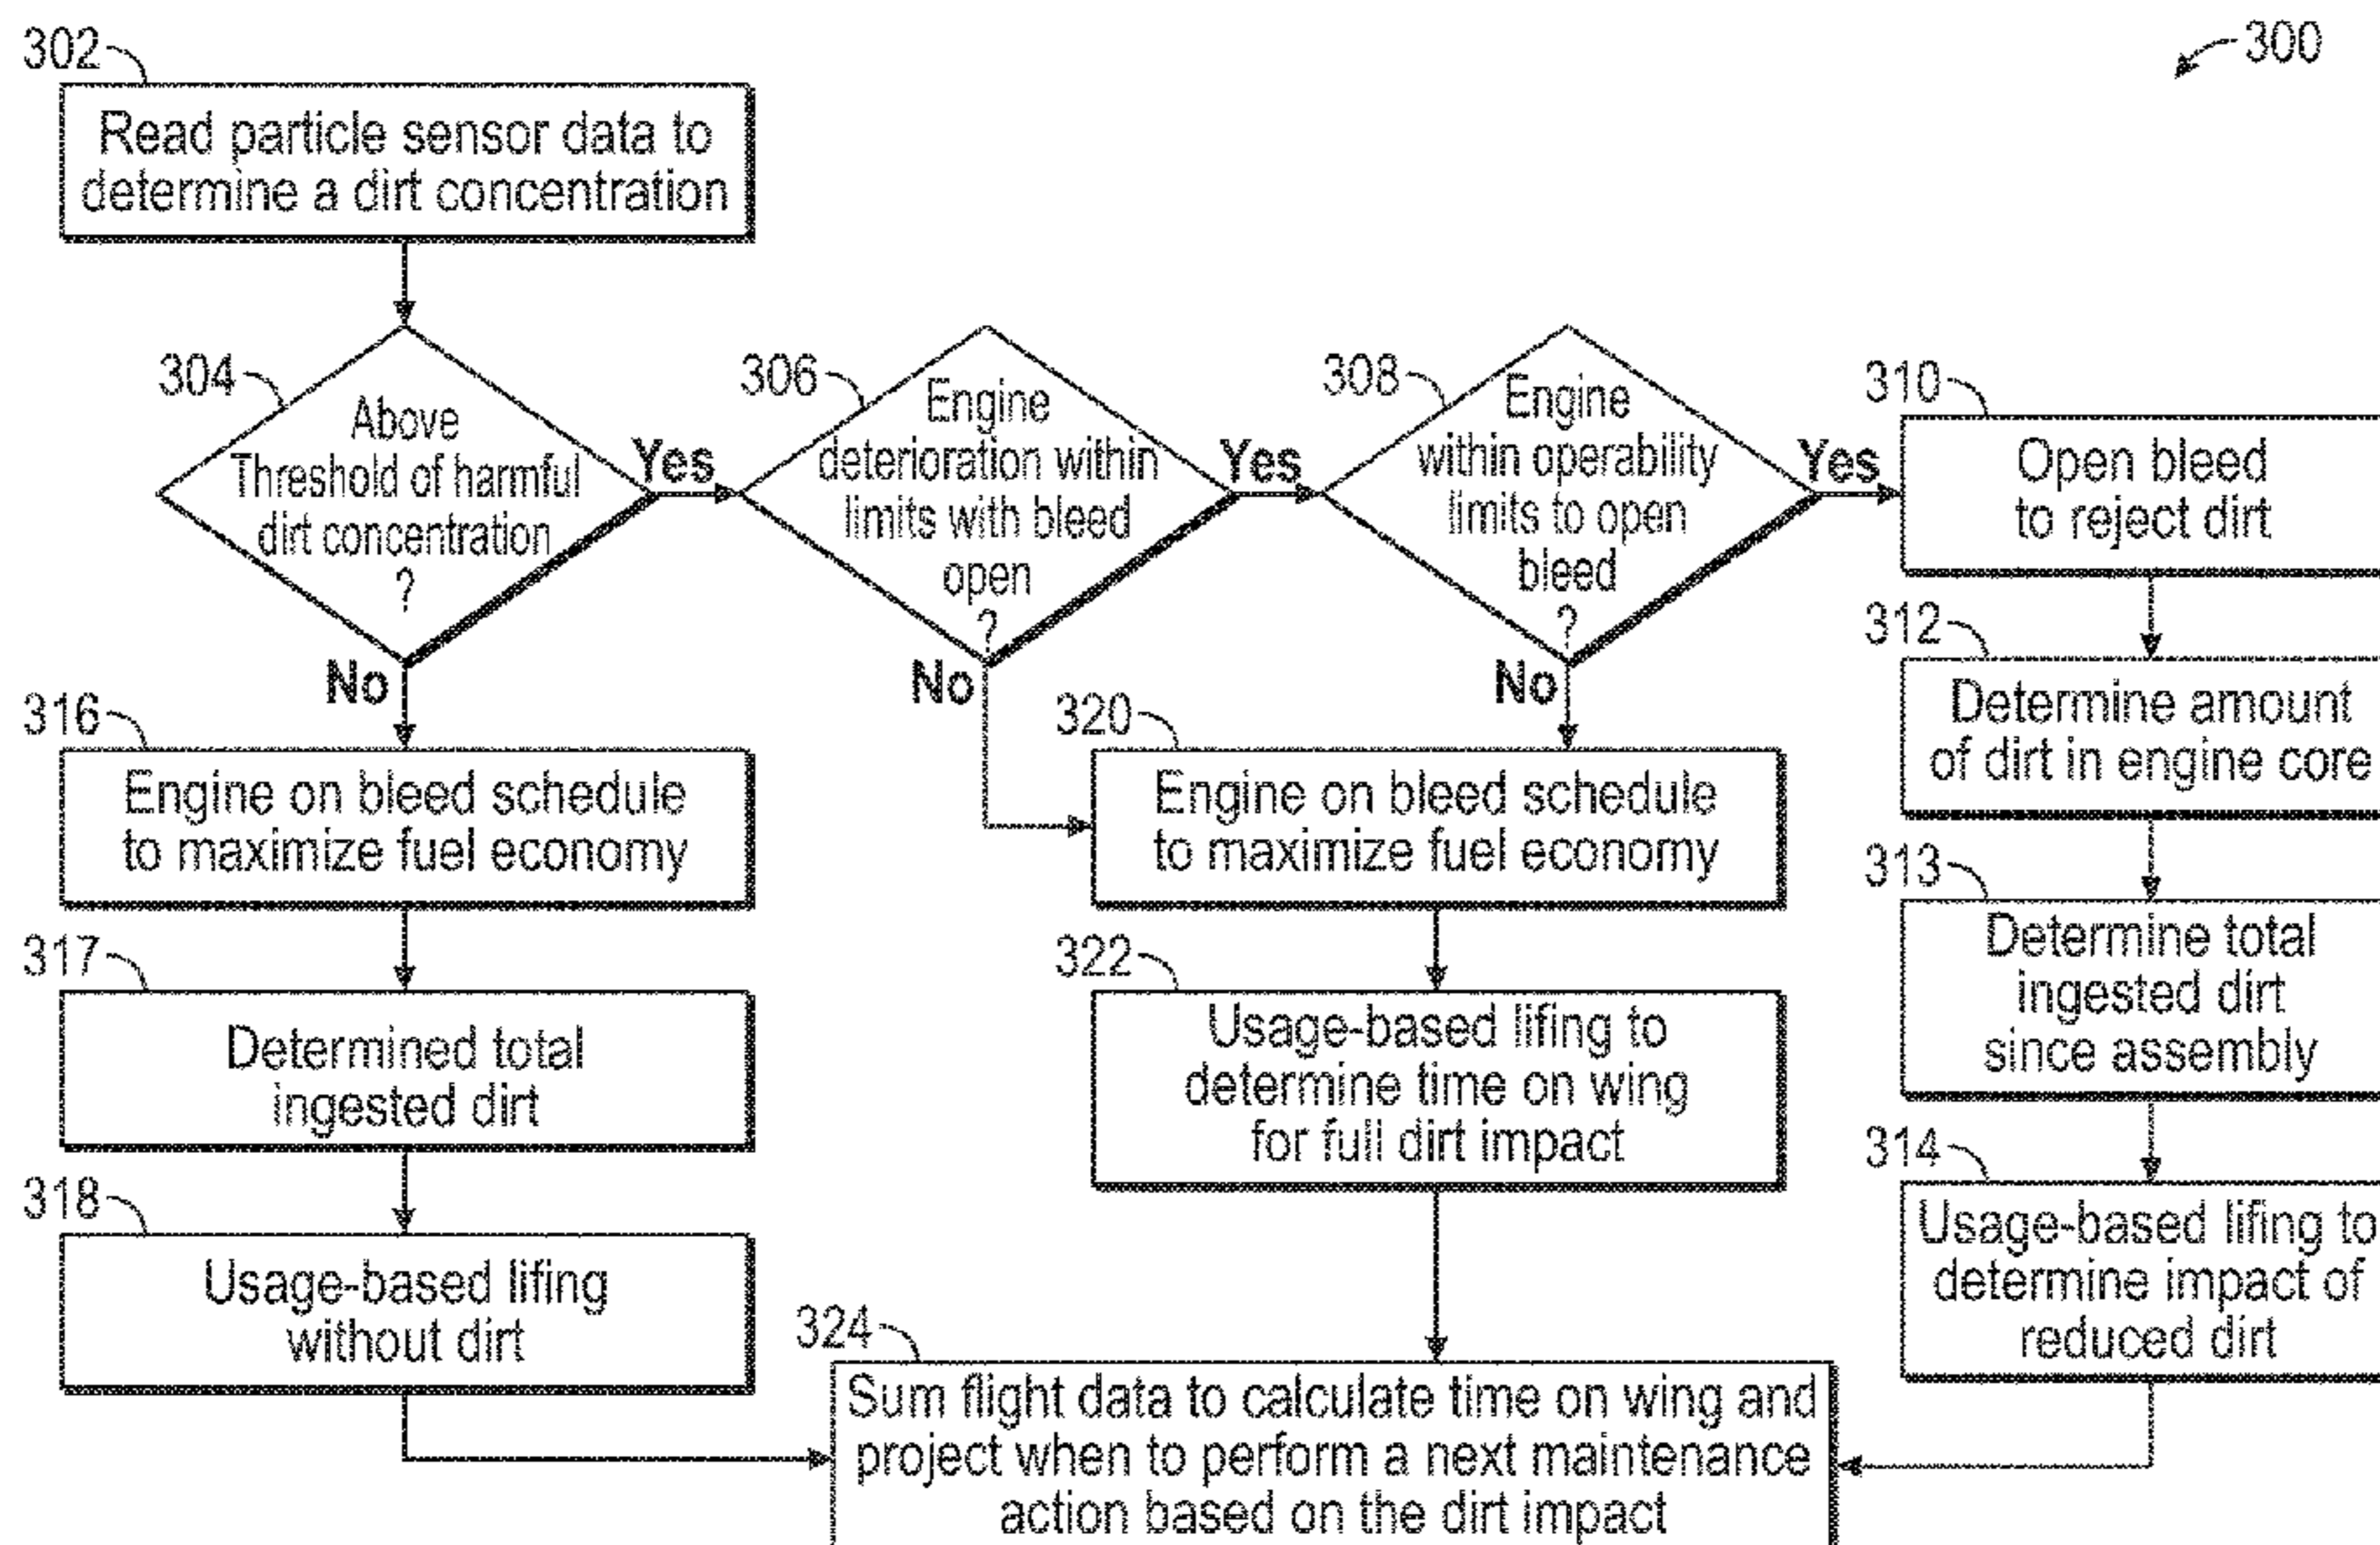 302
300
Read particle sensor data to
determine a dirt concentration
304
Above
Threshold of harmful
dirt concentration
?
Yes
No
306
Engine
deterioration within
limits with bleed
open
?
Yes
No
308
Engine
within operability
limits to open
bleed
?
Yes
No
310
Open bleed
to reject dirt
312
Determine amount
of dirt in engine core
313
Determine total
ingested dirt
since assembly
314
Usage-based lifing to
determine impact of
reduced dirt
316
Engine on bleed schedule
to maximize fuel economy
317
Determined total
ingested dirt
318
Usage-based lifing
without dirt
320
Engine on bleed schedule
to maximize fuel economy
322
Usage-based lifing to
determine time on wing
for full dirt impact
324
Sum flight data to calculate time on wing and
project when to perform a next maintenance
action based on the dirt impact